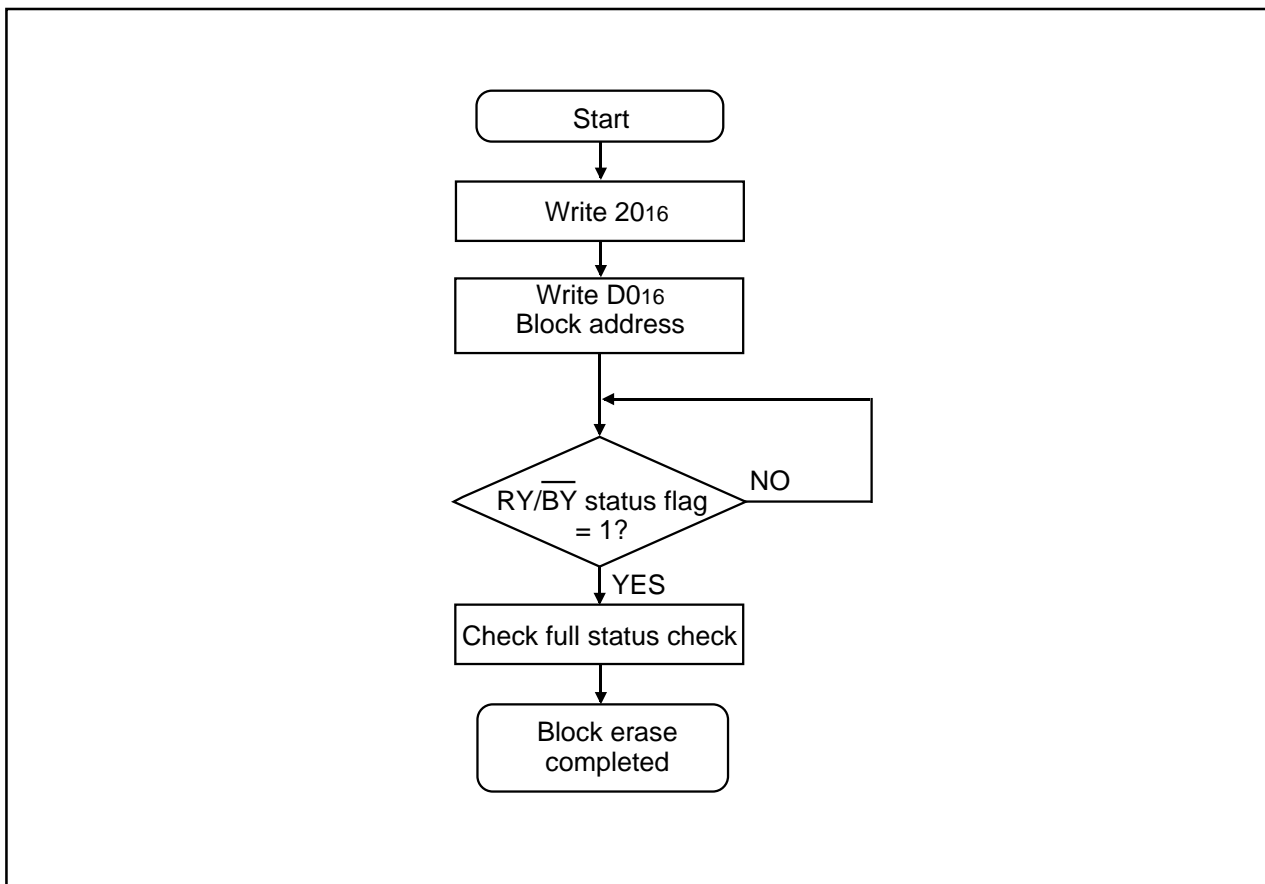 Start
Write 2016
Write D016
Block address
NO
RY/B̅Y̅ status flag
= 1?
YES
Check full status check
Block erase
completed